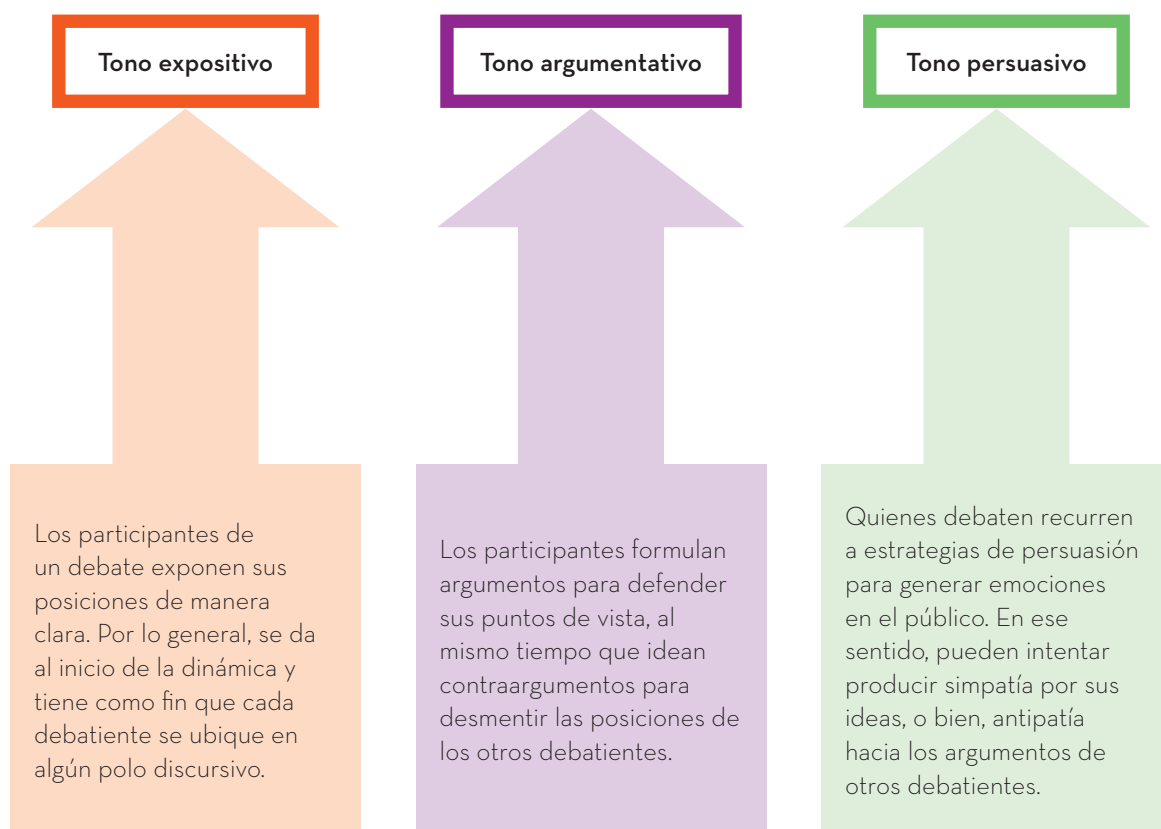 Tono expositivo
Los participantes de
un debate exponen sus
posiciones de manera
clara. Por lo general, se da
al inicio de la dinámica y
tiene como fin que cada
debatiente se ubique en
algún polo discursivo.
Tono argumentativo
Los participantes formulan
argumentos para defender
sus puntos de vista, al
mismo tiempo que idean
contraargumentos para
desmentir las posiciones de
los otros debatientes.
Tono persuasivo
Quienes debaten recurren
a estrategias de persuasión
para generar emociones
en el público. En ese
sentido, pueden intentar
producir simpatía por sus
ideas, o bien, antipatía
hacia los argumentos de
otros debatientes.